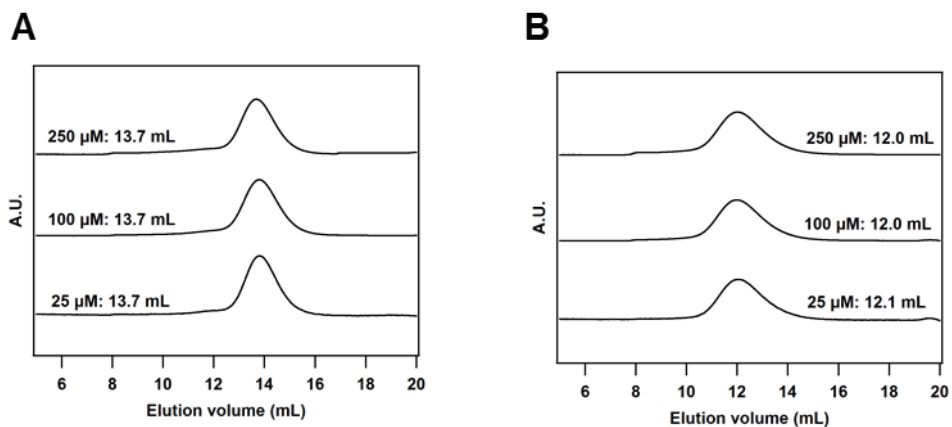 A
250 µM: 13.7 mL
100 µM: 13.7 mL
25 µM: 13.7 mL
A.U.
6 8 10 12 14 16 18 20
Elution volume (mL)
B
250 µM: 12.0 mL
100 µM: 12.0 mL
25 µM: 12.1 mL
A.U.
6 8 10 12 14 16 18 20
Elution volume (mL)